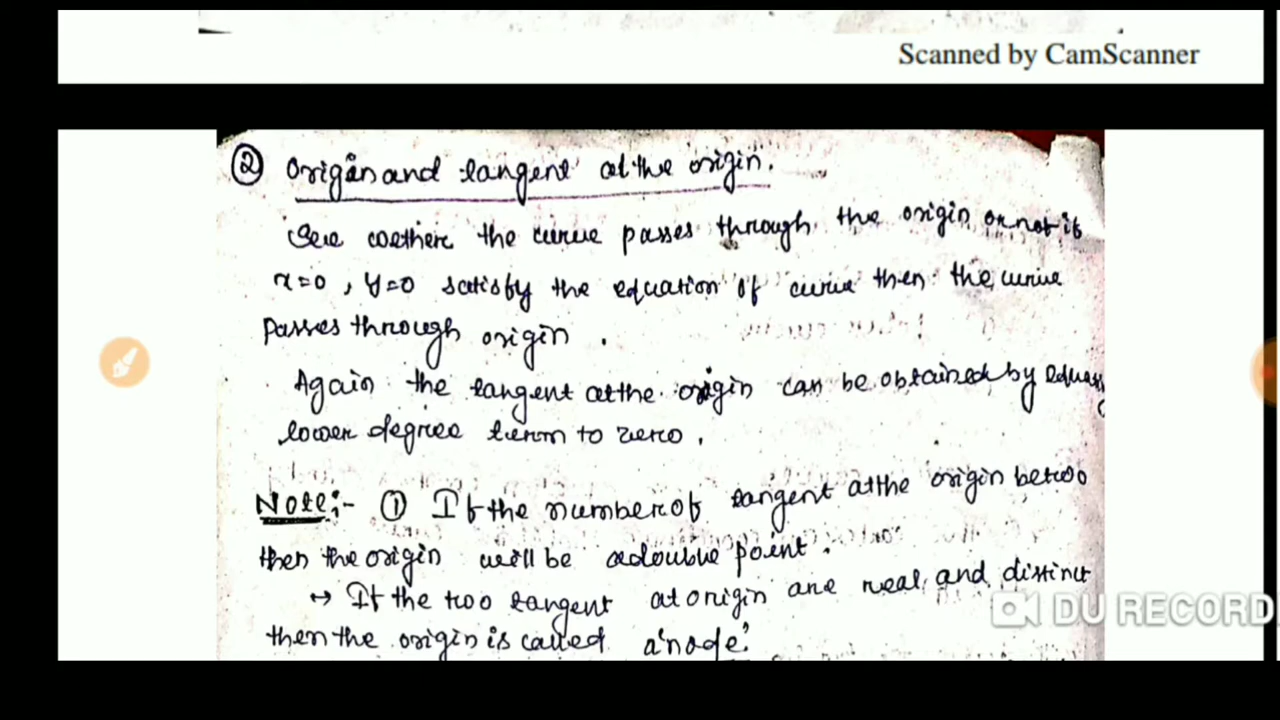 Scanned by CamScanner
② Origin and tangent at the origin.
See wether the curve passes through the origin or not if
x=0, y=0 satisfy the equation of curve then the curve
Passes through origin.
Again the tangent at the origin can be obtained by
lower degree term to zero.
Note:- ① If the number of tangent at the origin be two
then the origin will be a double point.
↔ If the two tangent at origin are real and distinct
then the origin is called a 'node'.
DU RECORD